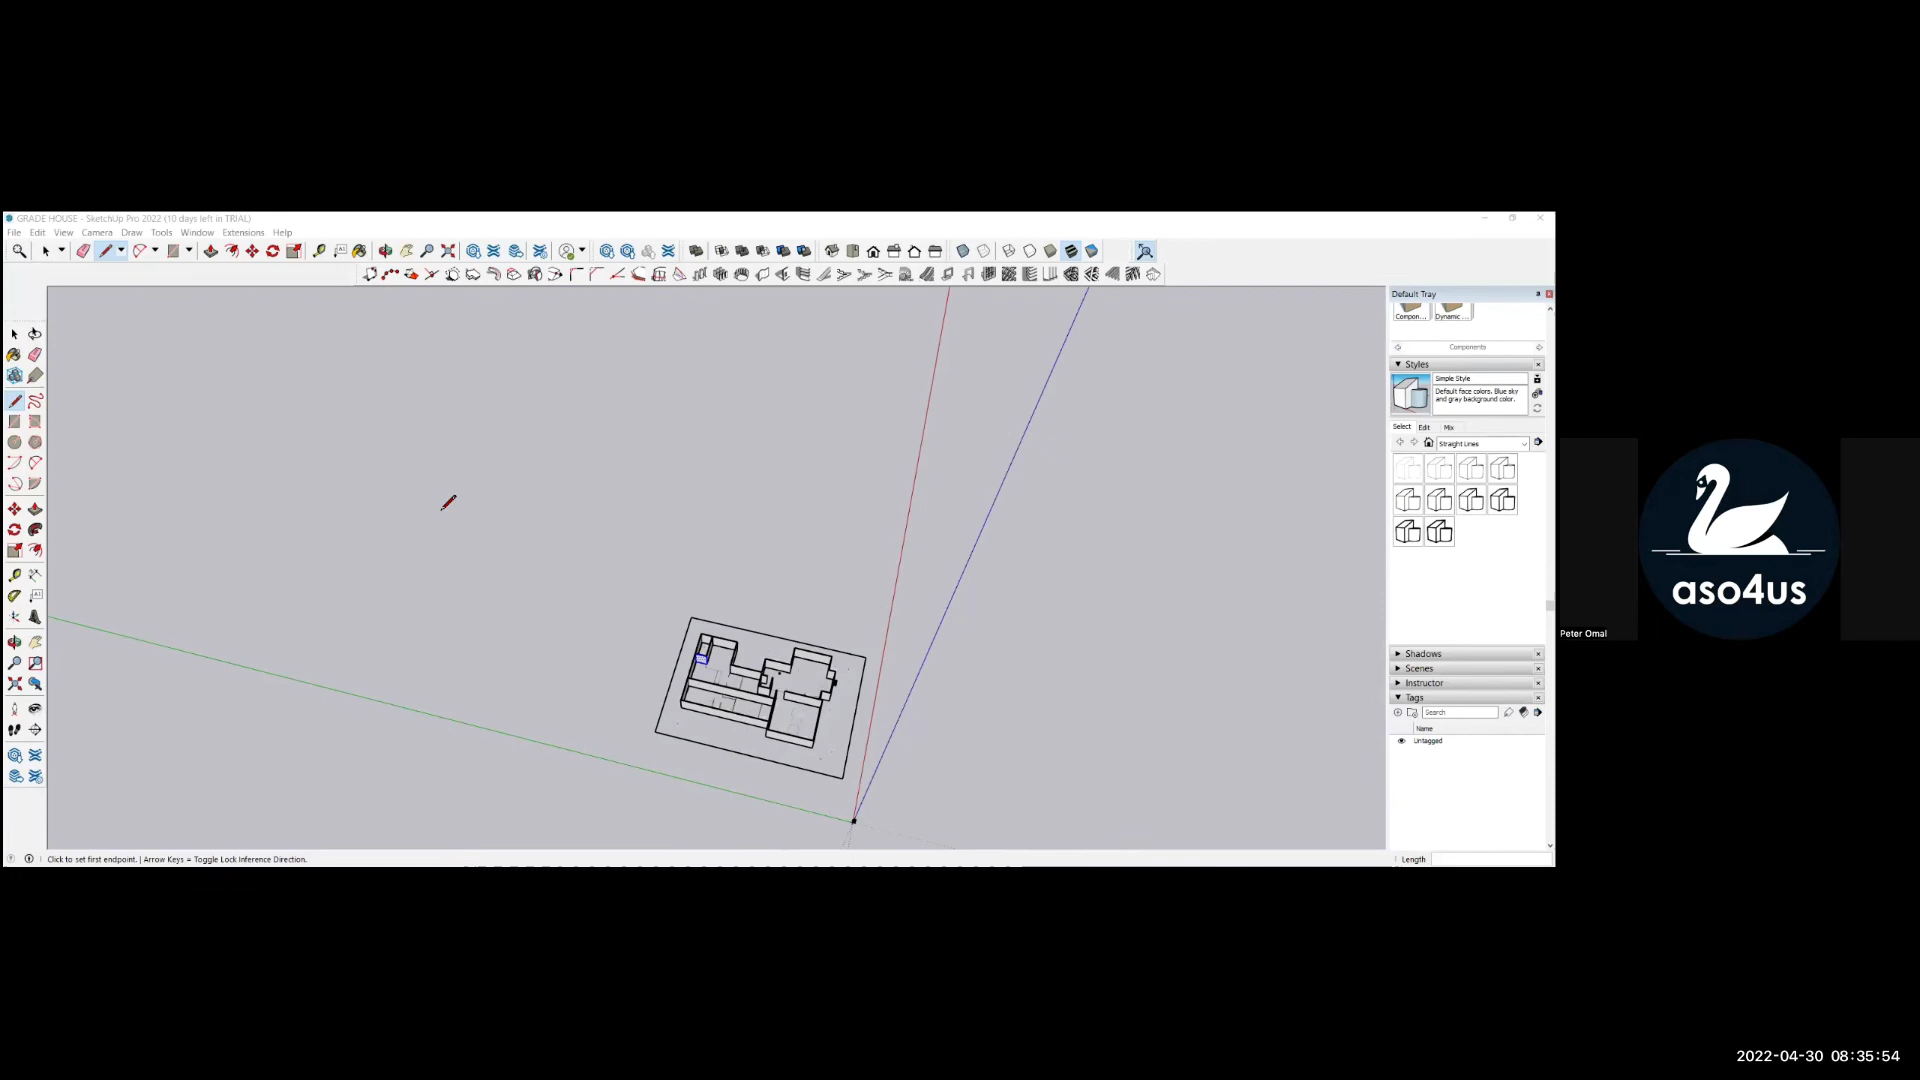 GRADE HOUSE - SketchUp Pro 2022 (10 days left in TRIAL)
File Edit View Camera Draw Tools Window Extensions Help
Default Tray
Compon... Dynamic ...
Components
Styles
Simple Style
Default face colors. Blue sky
and gray background color.
Select Edit Mix
Straight Lines
aso4us
Peter Omal
Shadows
Scenes
Instructor
Tags
Search
Name
Untagged
Click to set first endpoint. | Arrow Keys = Toggle Lock Inference Direction.
Length
2022-04-30 08:35:54